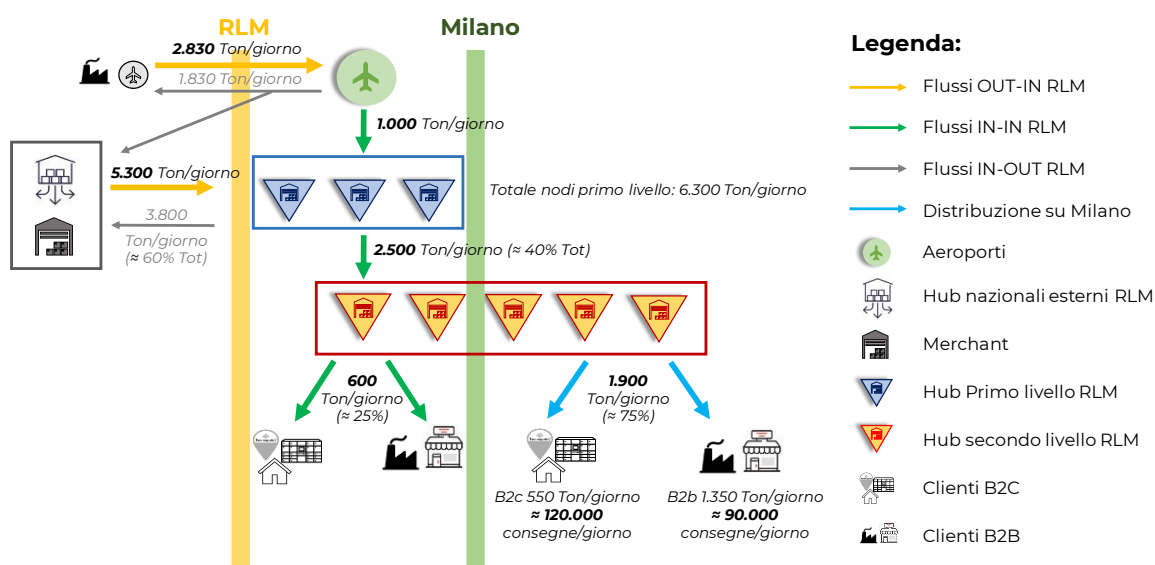 RLM
Milano
2.830 Ton/giorno
1.830 Ton/giorno
1.000 Ton/giorno
5.300 Ton/giorno
3.800
Ton/giorno
(≈ 60% Tot)
Totale nodi primo livello: 6.300 Ton/giorno
2.500 Ton/giorno (≈ 40% Tot)
600
Ton/giorno
(≈ 25%)
1.900
Ton/giorno
(≈ 75%)
B2c 550 Ton/giorno
≈ 120.000
consegne/giorno
B2b 1.350 Ton/giorno
≈ 90.000
consegne/giorno
Legenda:
Flussi OUT-IN RLM
Flussi IN-IN RLM
Flussi IN-OUT RLM
Distribuzione su Milano
Aeroporti
Hub nazionali esterni RLM
Merchant
Hub Primo livello RLM
Hub secondo livello RLM
Clienti B2C
Clienti B2B